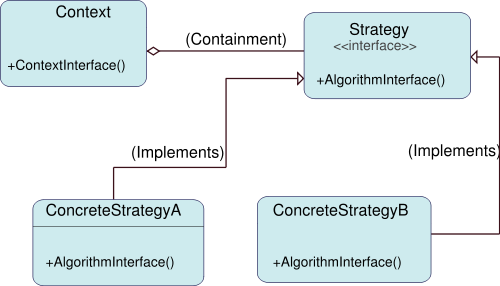 Context
+ContextInterface()
(Containment)
Strategy
<<interface>>
+AlgorithmInterface()
(Implements)
(Implements)
ConcreteStrategyA
+AlgorithmInterface()
ConcreteStrategyB
+AlgorithmInterface()